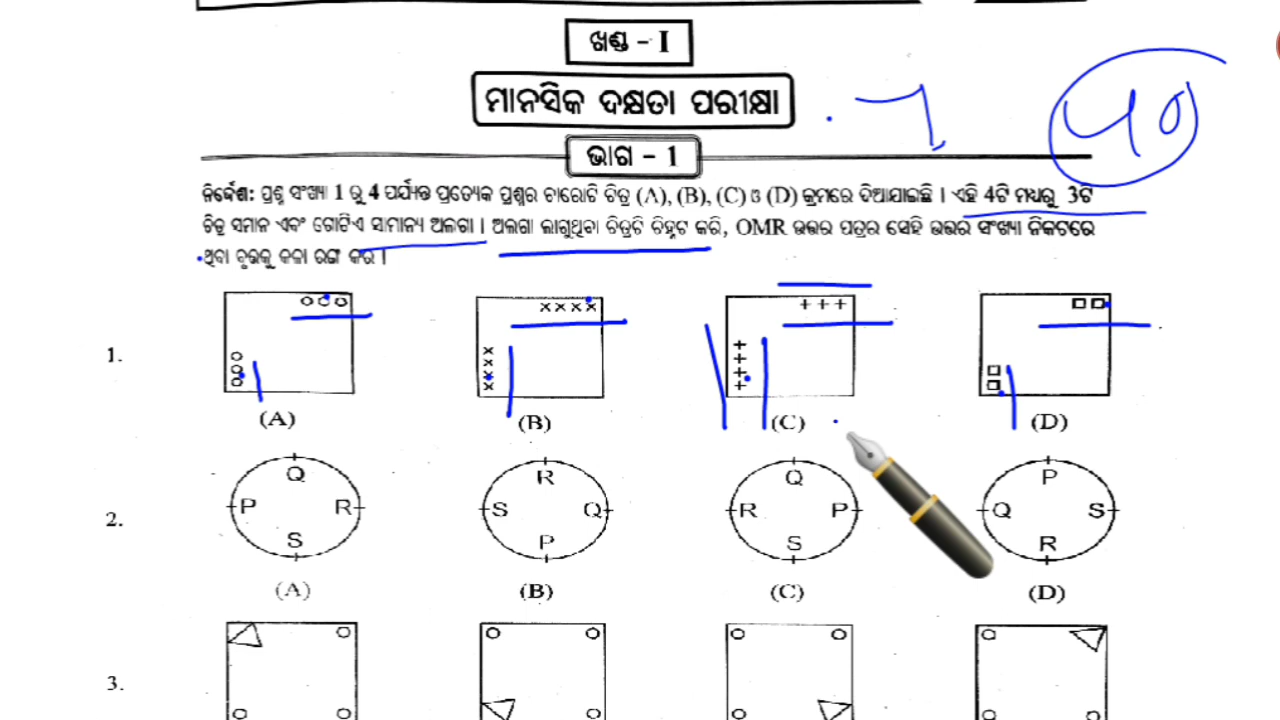 ଖଣ୍ଡ - I
ମାନସିକ ଦକ୍ଷତା ପରୀକ୍ଷା
୪୦
ଭାଗ - 1
ନିର୍ଦ୍ଦେଶ: ପ୍ରଶ୍ନ ସଂଖ୍ୟା 1 ରୁ 4 ପର୍ଯ୍ୟନ୍ତ ପ୍ରତ୍ୟେକ ପ୍ରଶ୍ନର ଚାରୋଟି ଚିତ୍ର (A), (B), (C) ଓ (D) କ୍ରମରେ ଦିଆଯାଇଛି । ଏହି 4ଟି ମଧ୍ୟରୁ 3ଟି
ଚିତ୍ର ସମାନ ଏବଂ ଗୋଟିଏ ସାମାନ୍ୟ ଅଲଗା । ଅଲଗା ଲାଗୁଥିବା ଚିତ୍ରଟି ଚିହ୍ନଟ କରି, OMR ଉତ୍ତର ପତ୍ରର ସେହି ଉତ୍ତର ସଂଖ୍ୟା ନିକଟରେ
ଥିବା ବୃତ୍ତକୁ କଳା ରଙ୍ଗ କର ।
1.
(A) (B) (C) (D)
Q R Q P
2. P R S Q R P Q S
S P S R
(A) (B) (C) (D)
3.